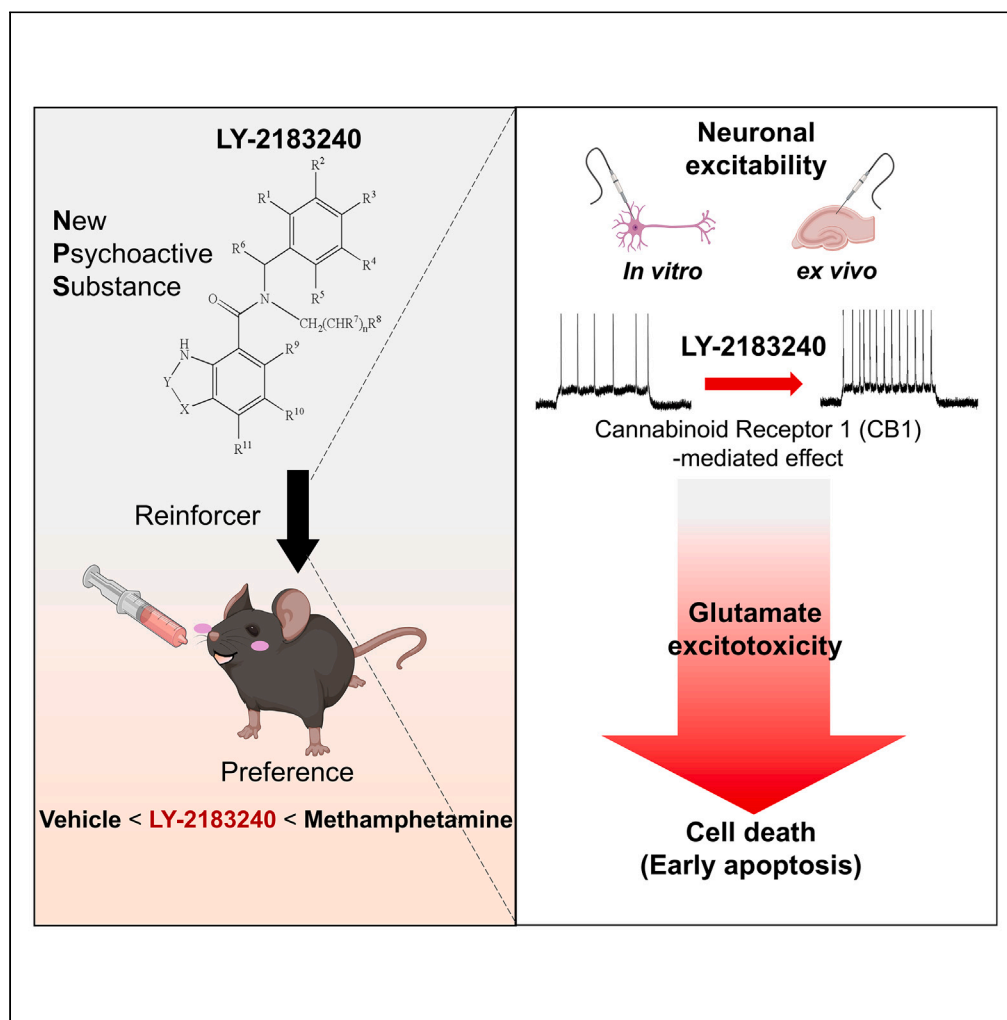 LY-2183240
New
Psychoactive
Substance
R²
R¹
R³
R⁶
R⁴
R⁵
O
N
CH₂(CHR⁷)ₙR⁸
H
N
R⁹
Y
X
R¹⁰
R¹¹
Reinforcer
Preference
Vehicle < LY-2183240 < Methamphetamine
Neuronal
excitability
In vitro
ex vivo
LY-2183240
Cannabinoid Receptor 1 (CB1)
-mediated effect
Glutamate
excitotoxicity
Cell death
(Early apoptosis)